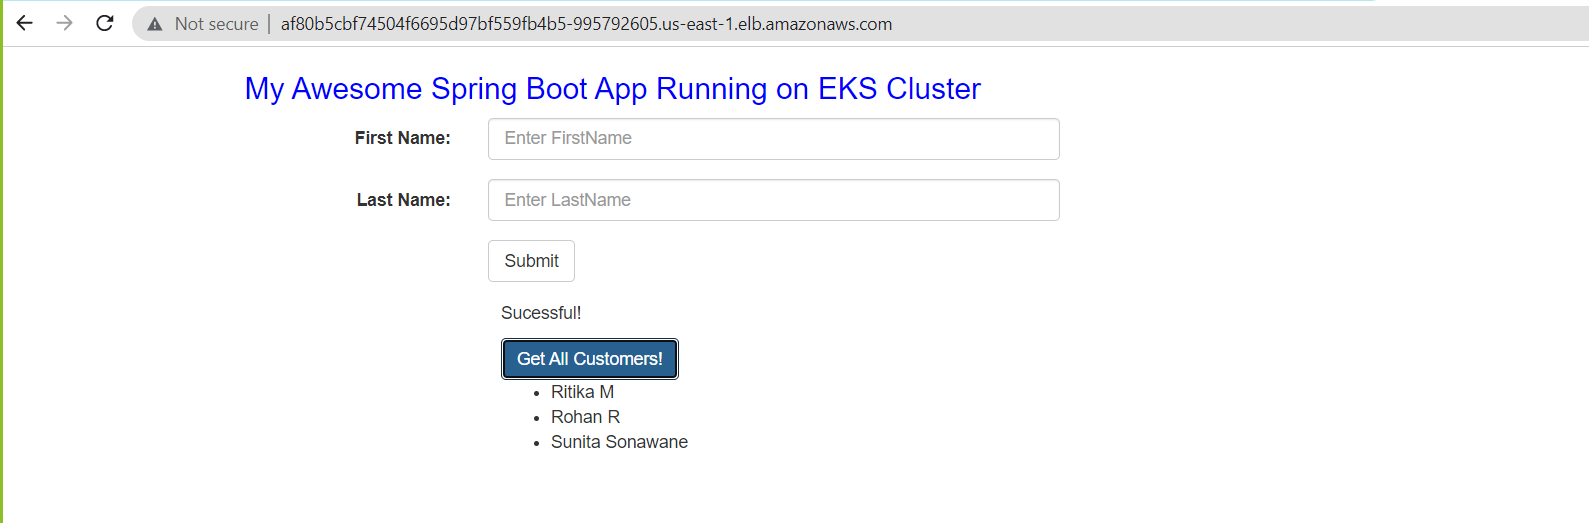 Not secure | af80b5cbf74504f6695d97bf559fb4b5-995792605.us-east-1.elb.amazonaws.com
My Awesome Spring Boot App Running on EKS Cluster
First Name: Enter FirstName
Last Name: Enter LastName
Submit
Sucessful!
Get All Customers!
• Ritika M
• Rohan R
• Sunita Sonawane